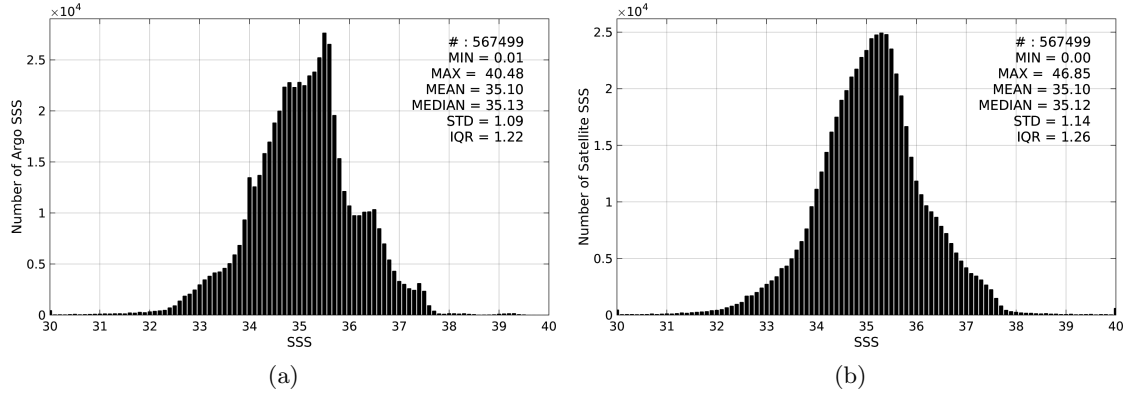 ×10⁴
2.5
2
1.5
1
0.5
0
30 31 32 33 34 35 36 37 38 39 40
SSS
Number of Argo SSS
# : 567499
MIN = 0.01
MAX = 40.48
MEAN = 35.10
MEDIAN = 35.13
STD = 1.09
IQR = 1.22
(a)
×10⁴
2.5
2
1.5
1
0.5
0
30 31 32 33 34 35 36 37 38 39 40
SSS
Number of Satellite SSS
# : 567499
MIN = 0.00
MAX = 46.85
MEAN = 35.10
MEDIAN = 35.12
STD = 1.14
IQR = 1.26
(b)